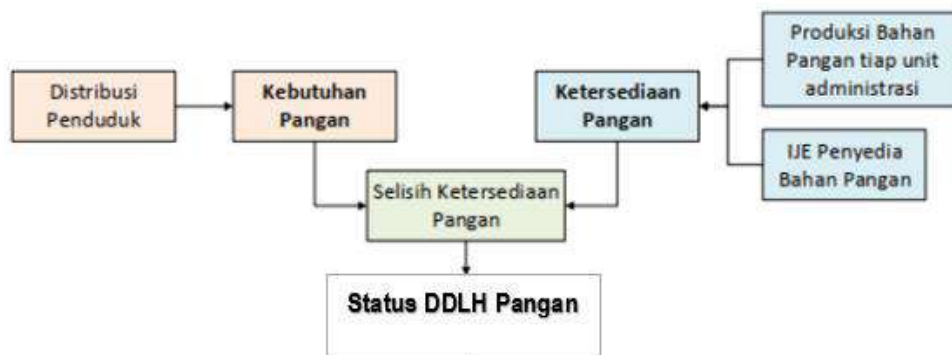 Distribusi
Penduduk
Kebutuhan
Pangan
Ketersediaan
Pangan
Produksi Bahan
Pangan tiap unit
administrasi
IJE Penyedia
Bahan Pangan
Selisih Ketersediaan
Pangan
Status DDLH Pangan